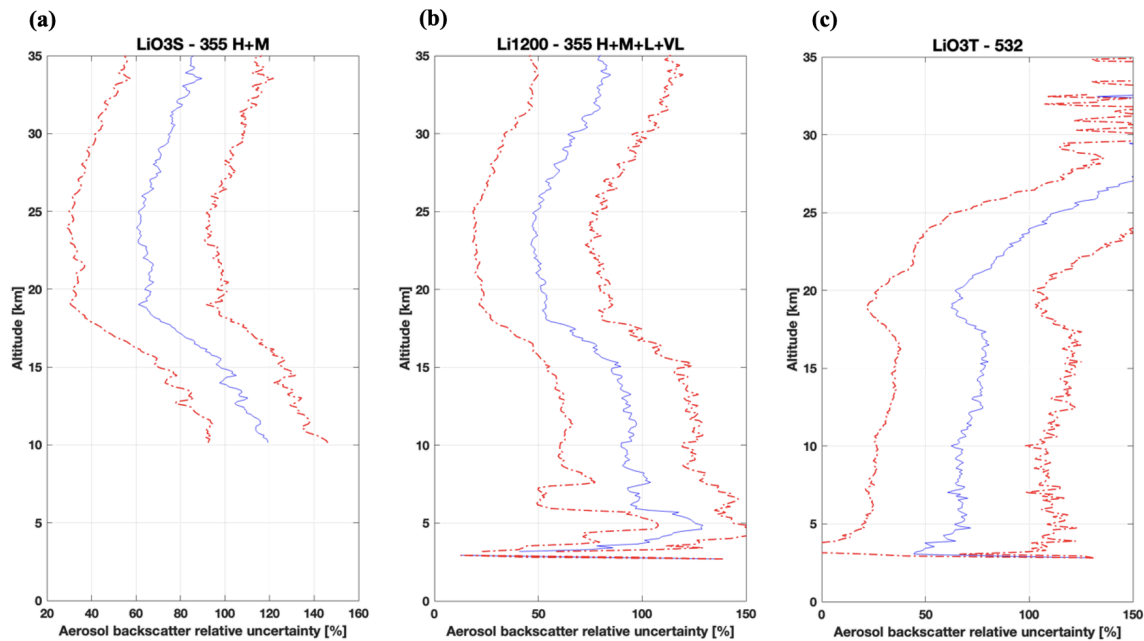 (a)
LiO3S - 355 H+M
35
30
25
20
15
10
5
0
Altitude [km]
20 40 60 80 100 120 140 160
Aerosol backscatter relative uncertainty [%]
(b)
Li1200 - 355 H+M+L+VL
35
30
25
20
15
10
5
0
Altitude [km]
0 50 100 150
Aerosol backscatter relative uncertainty [%]
(c)
LiO3T - 532
35
30
25
20
15
10
5
0
Altitude [km]
0 50 100 150
Aerosol backscatter relative uncertainty [%]